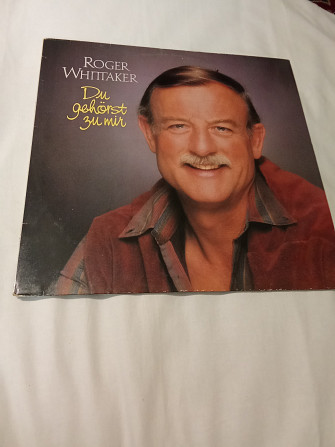 ROGER
WHITTAKER
Du
gehörst
zu mir